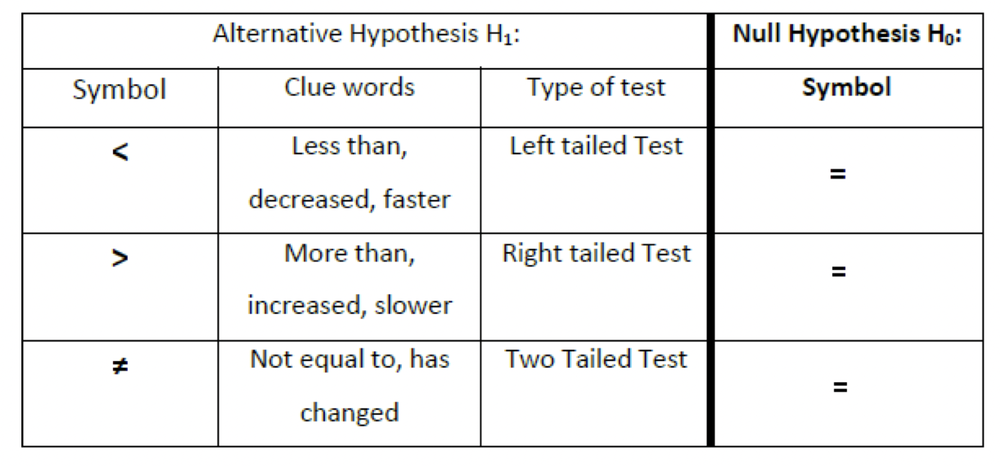 Alternative Hypothesis H₁:
Null Hypothesis H₀:
Symbol
Clue words
Type of test
Symbol
<
Less than,
decreased, faster
Left tailed Test
=
>
More than,
increased, slower
Right tailed Test
=
≠
Not equal to, has
changed
Two Tailed Test
=